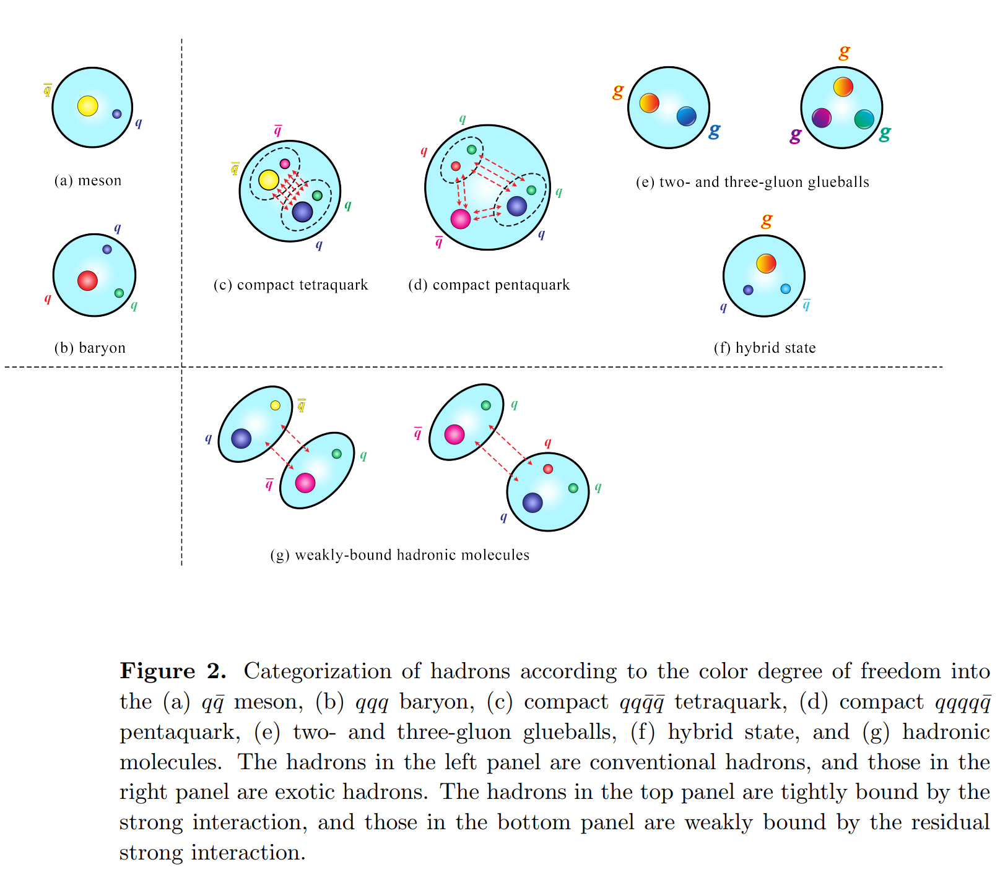 q̄
q
(a) meson
q
q
q
(b) baryon
q̄
q̄
q
q
(c) compact tetraquark
q
q
q
q
q̄
(d) compact pentaquark
g
g
g
g
g
(e) two- and three-gluon glueballs
g
q
q̄
(f) hybrid state
q̄
q
q
q̄
q
q̄
q
q
q
(g) weakly-bound hadronic molecules
Figure 2. Categorization of hadrons according to the color degree of freedom into
the (a) qq̄ meson, (b) qqq baryon, (c) compact qqq̄q̄ tetraquark, (d) compact qqqqq̄
pentaquark, (e) two- and three-gluon glueballs, (f) hybrid state, and (g) hadronic
molecules. The hadrons in the left panel are conventional hadrons, and those in the
right panel are exotic hadrons. The hadrons in the top panel are tightly bound by the
strong interaction, and those in the bottom panel are weakly bound by the residual
strong interaction.